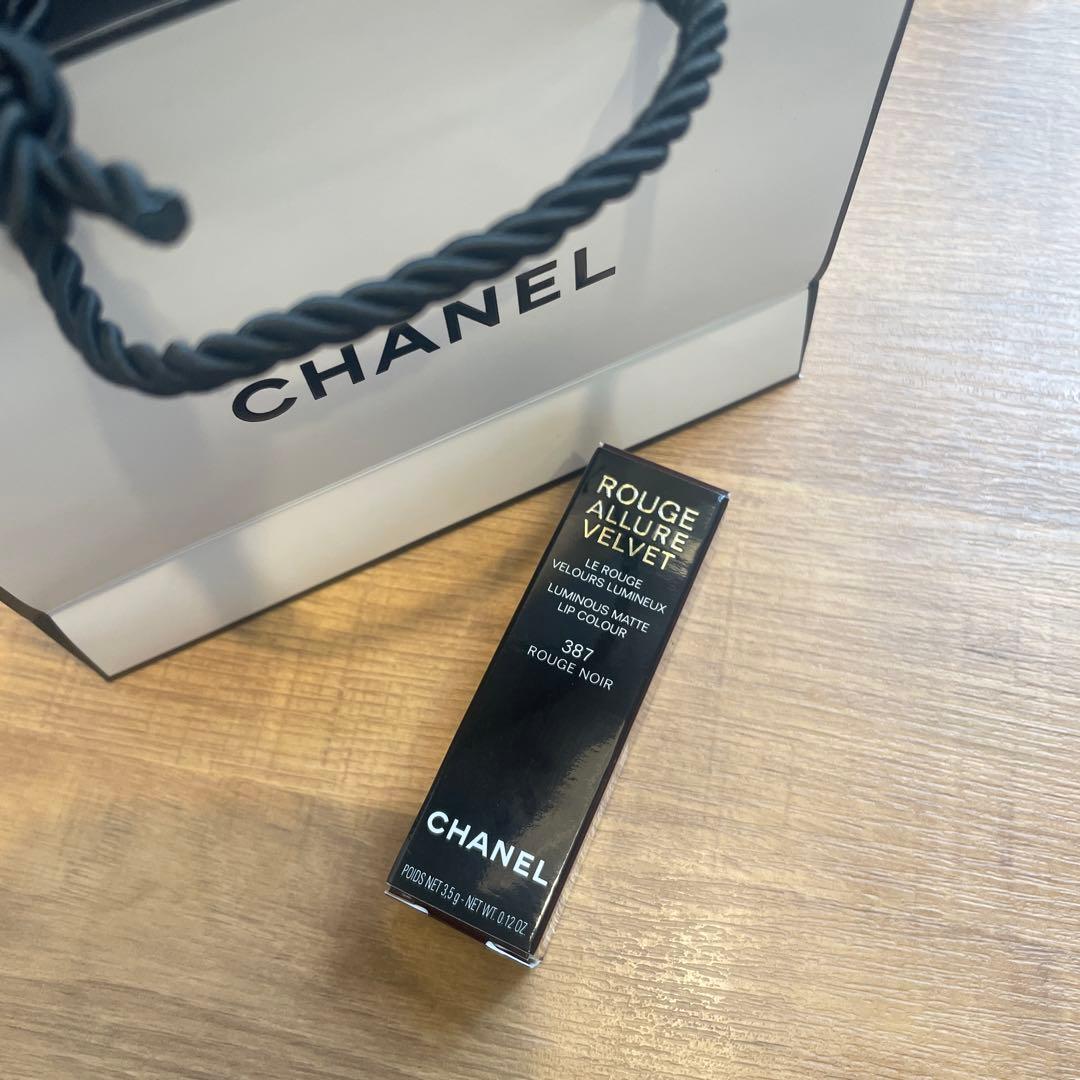 CHANEL
ROUGE
ALLURE
VELVET
LE ROUGE
VELOURS LUMINEUX
LUMINOUS MATTE
LIP COLOUR
387
ROUGE NOIR
CHANEL
POIDS NET 3,5 g - NET WT. 0.12 OZ.